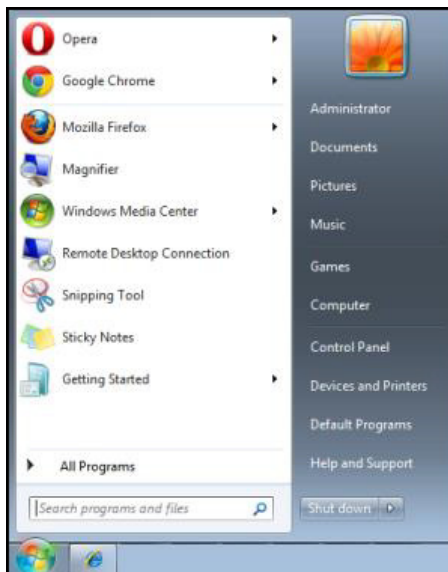 Opera
Google Chrome
Mozilla Firefox
Magnifier
Windows Media Center
Remote Desktop Connection
Snipping Tool
Sticky Notes
Getting Started
All Programs
Search programs and files
Administrator
Documents
Pictures
Music
Games
Computer
Control Panel
Devices and Printers
Default Programs
Help and Support
Shut down